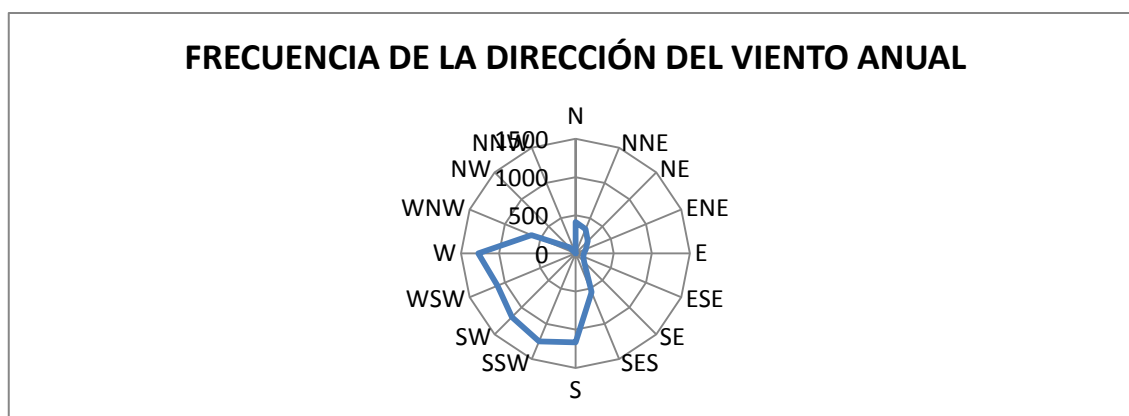 FRECUENCIA DE LA DIRECCIÓN DEL VIENTO ANUAL
N
NNW
1500
NNE
NW
1000
NE
WNW
500
ENE
W
0
E
WSW
ESE
SW
SE
SSW
SES
S